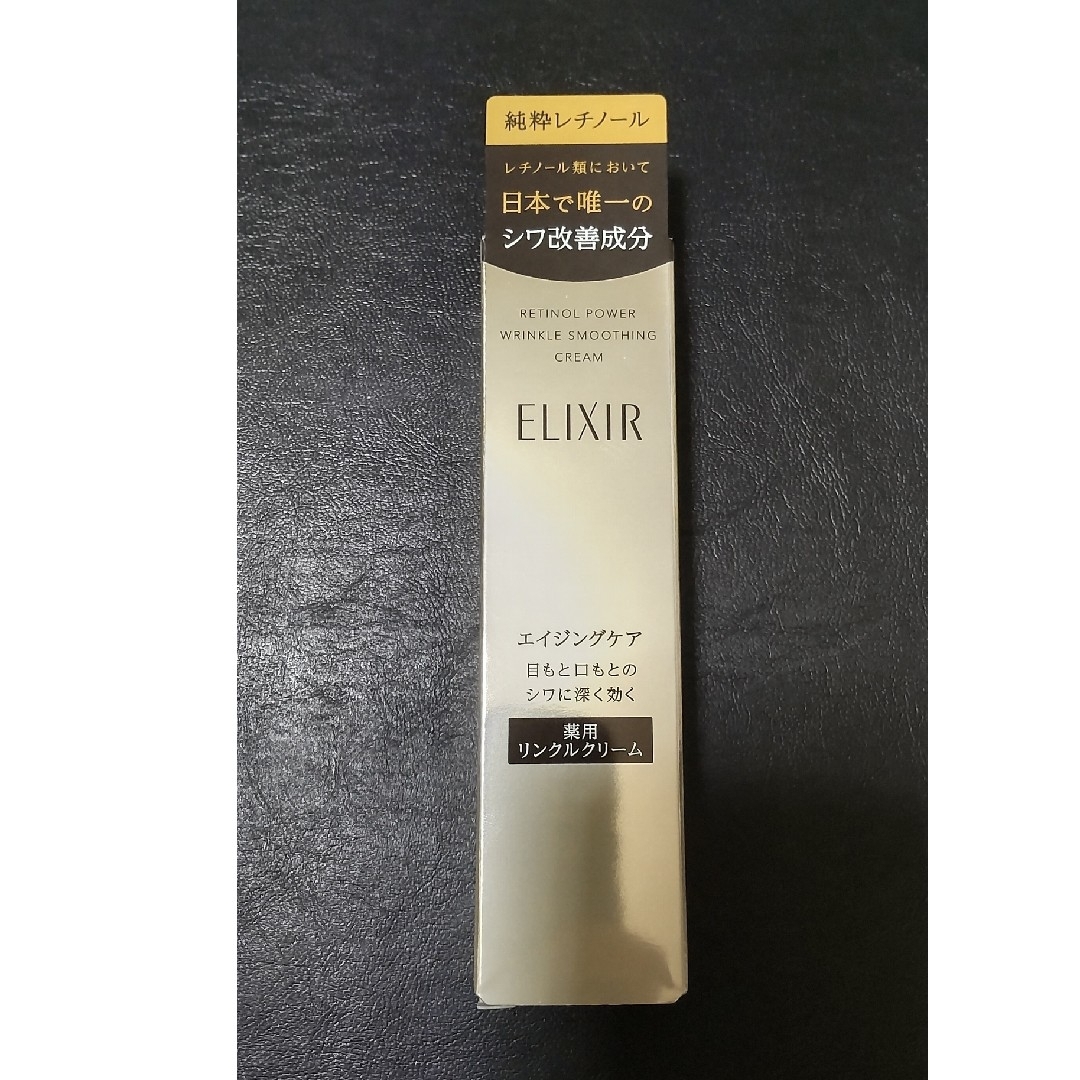 純粋レチノール
レチノール類において
日本で唯一の
シワ改善成分
RETINOL POWER
WRINKLE SMOOTHING
CREAM
ELIXIR
エイジングケア
目もと口もとの
シワに深く効く
薬用
リンクルクリーム